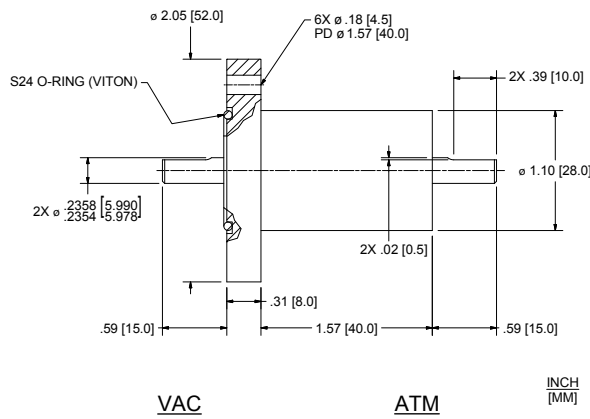 ø 2.05 [52.0]
6X ø .18 [4.5]
PD ø 1.57 [40.0]
S24 O-RING (VITON)
2X .39 [10.0]
ø 1.10 [28.0]
2X ø .2358 [5.990]
.2354 [5.978]
2X .02 [0.5]
.31 [8.0]
.59 [15.0]
1.57 [40.0]
.59 [15.0]
VAC
ATM
INCH
[MM]